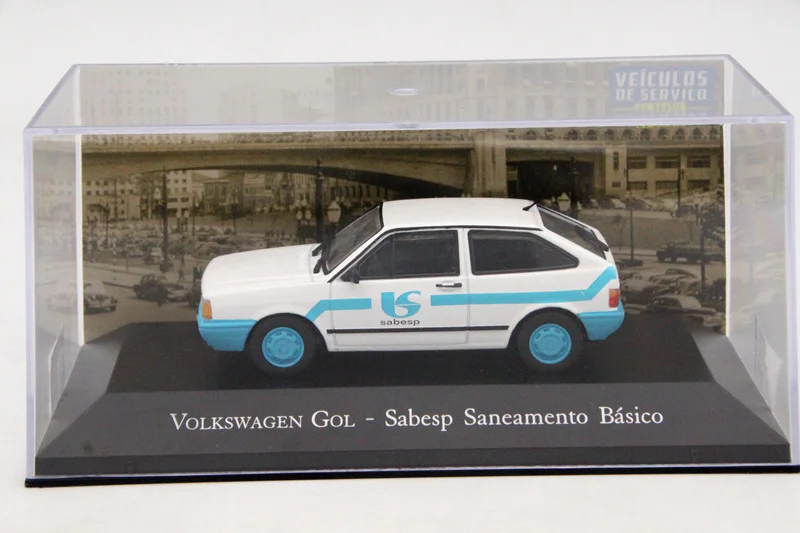 VEÍCULOS
DE SERVIÇO
sabesp
VOLKSWAGEN GOL - Sabesp Saneamento Básico